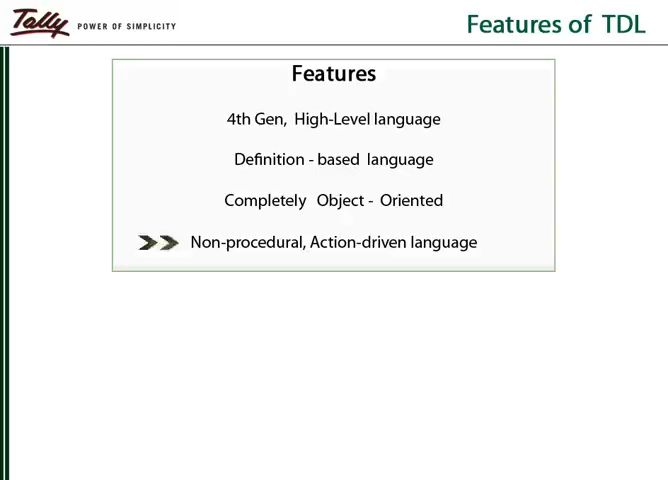 Tally POWER OF SIMPLICITY
Features of TDL
Features
4th Gen, High-Level language
Definition - based language
Completely Object - Oriented
Non-procedural, Action-driven language